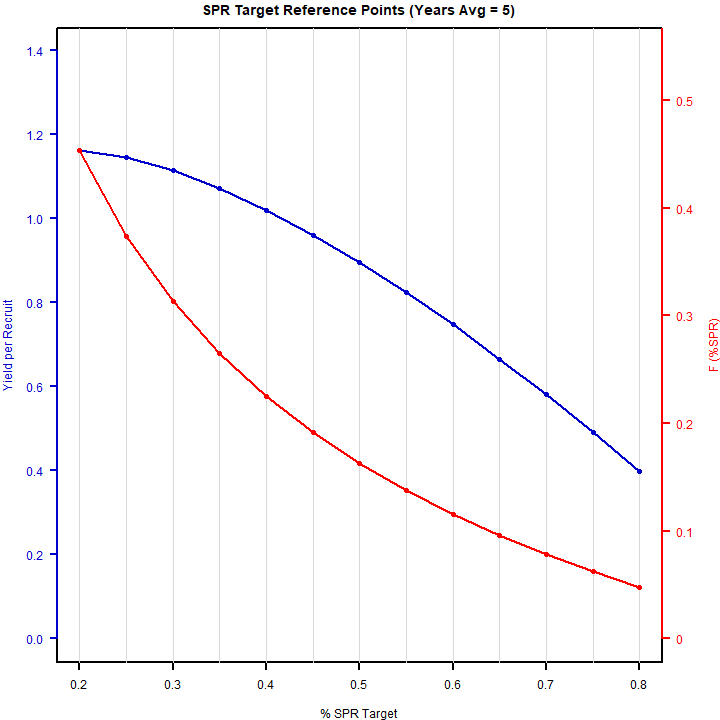 SPR Target Reference Points (Years Avg = 5)
1.4
1.2
1.0
0.8
0.6
0.4
0.2
0.0
Yield per Recruit
0.5
0.4
0.3
0.2
0.1
0
F (%SPR)
0.2 0.3 0.4 0.5 0.6 0.7 0.8
% SPR Target